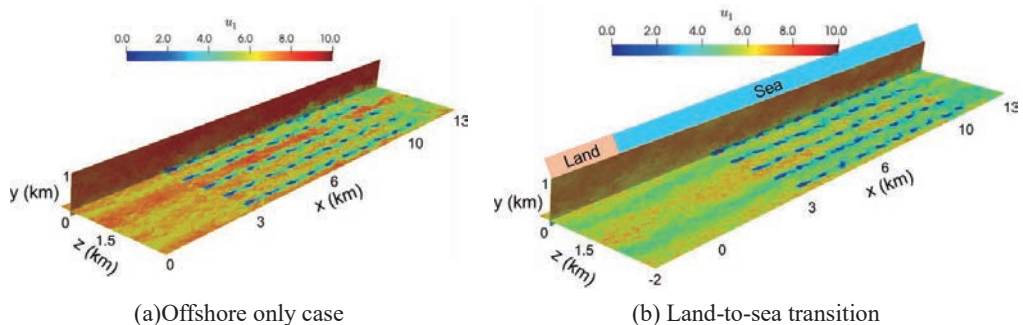 u₁
0.0 2.0 4.0 6.0 8.0 10.0
13
10
6
x (km)
3
0
1
y (km)
0
1.5
z (km)
(a)Offshore only case
u₁
0.0 2.0 4.0 6.0 8.0 10.0
Sea
Land
13
10
6
x (km)
3
0
-2
1
y (km)
0
1.5
z (km)
(b) Land-to-sea transition